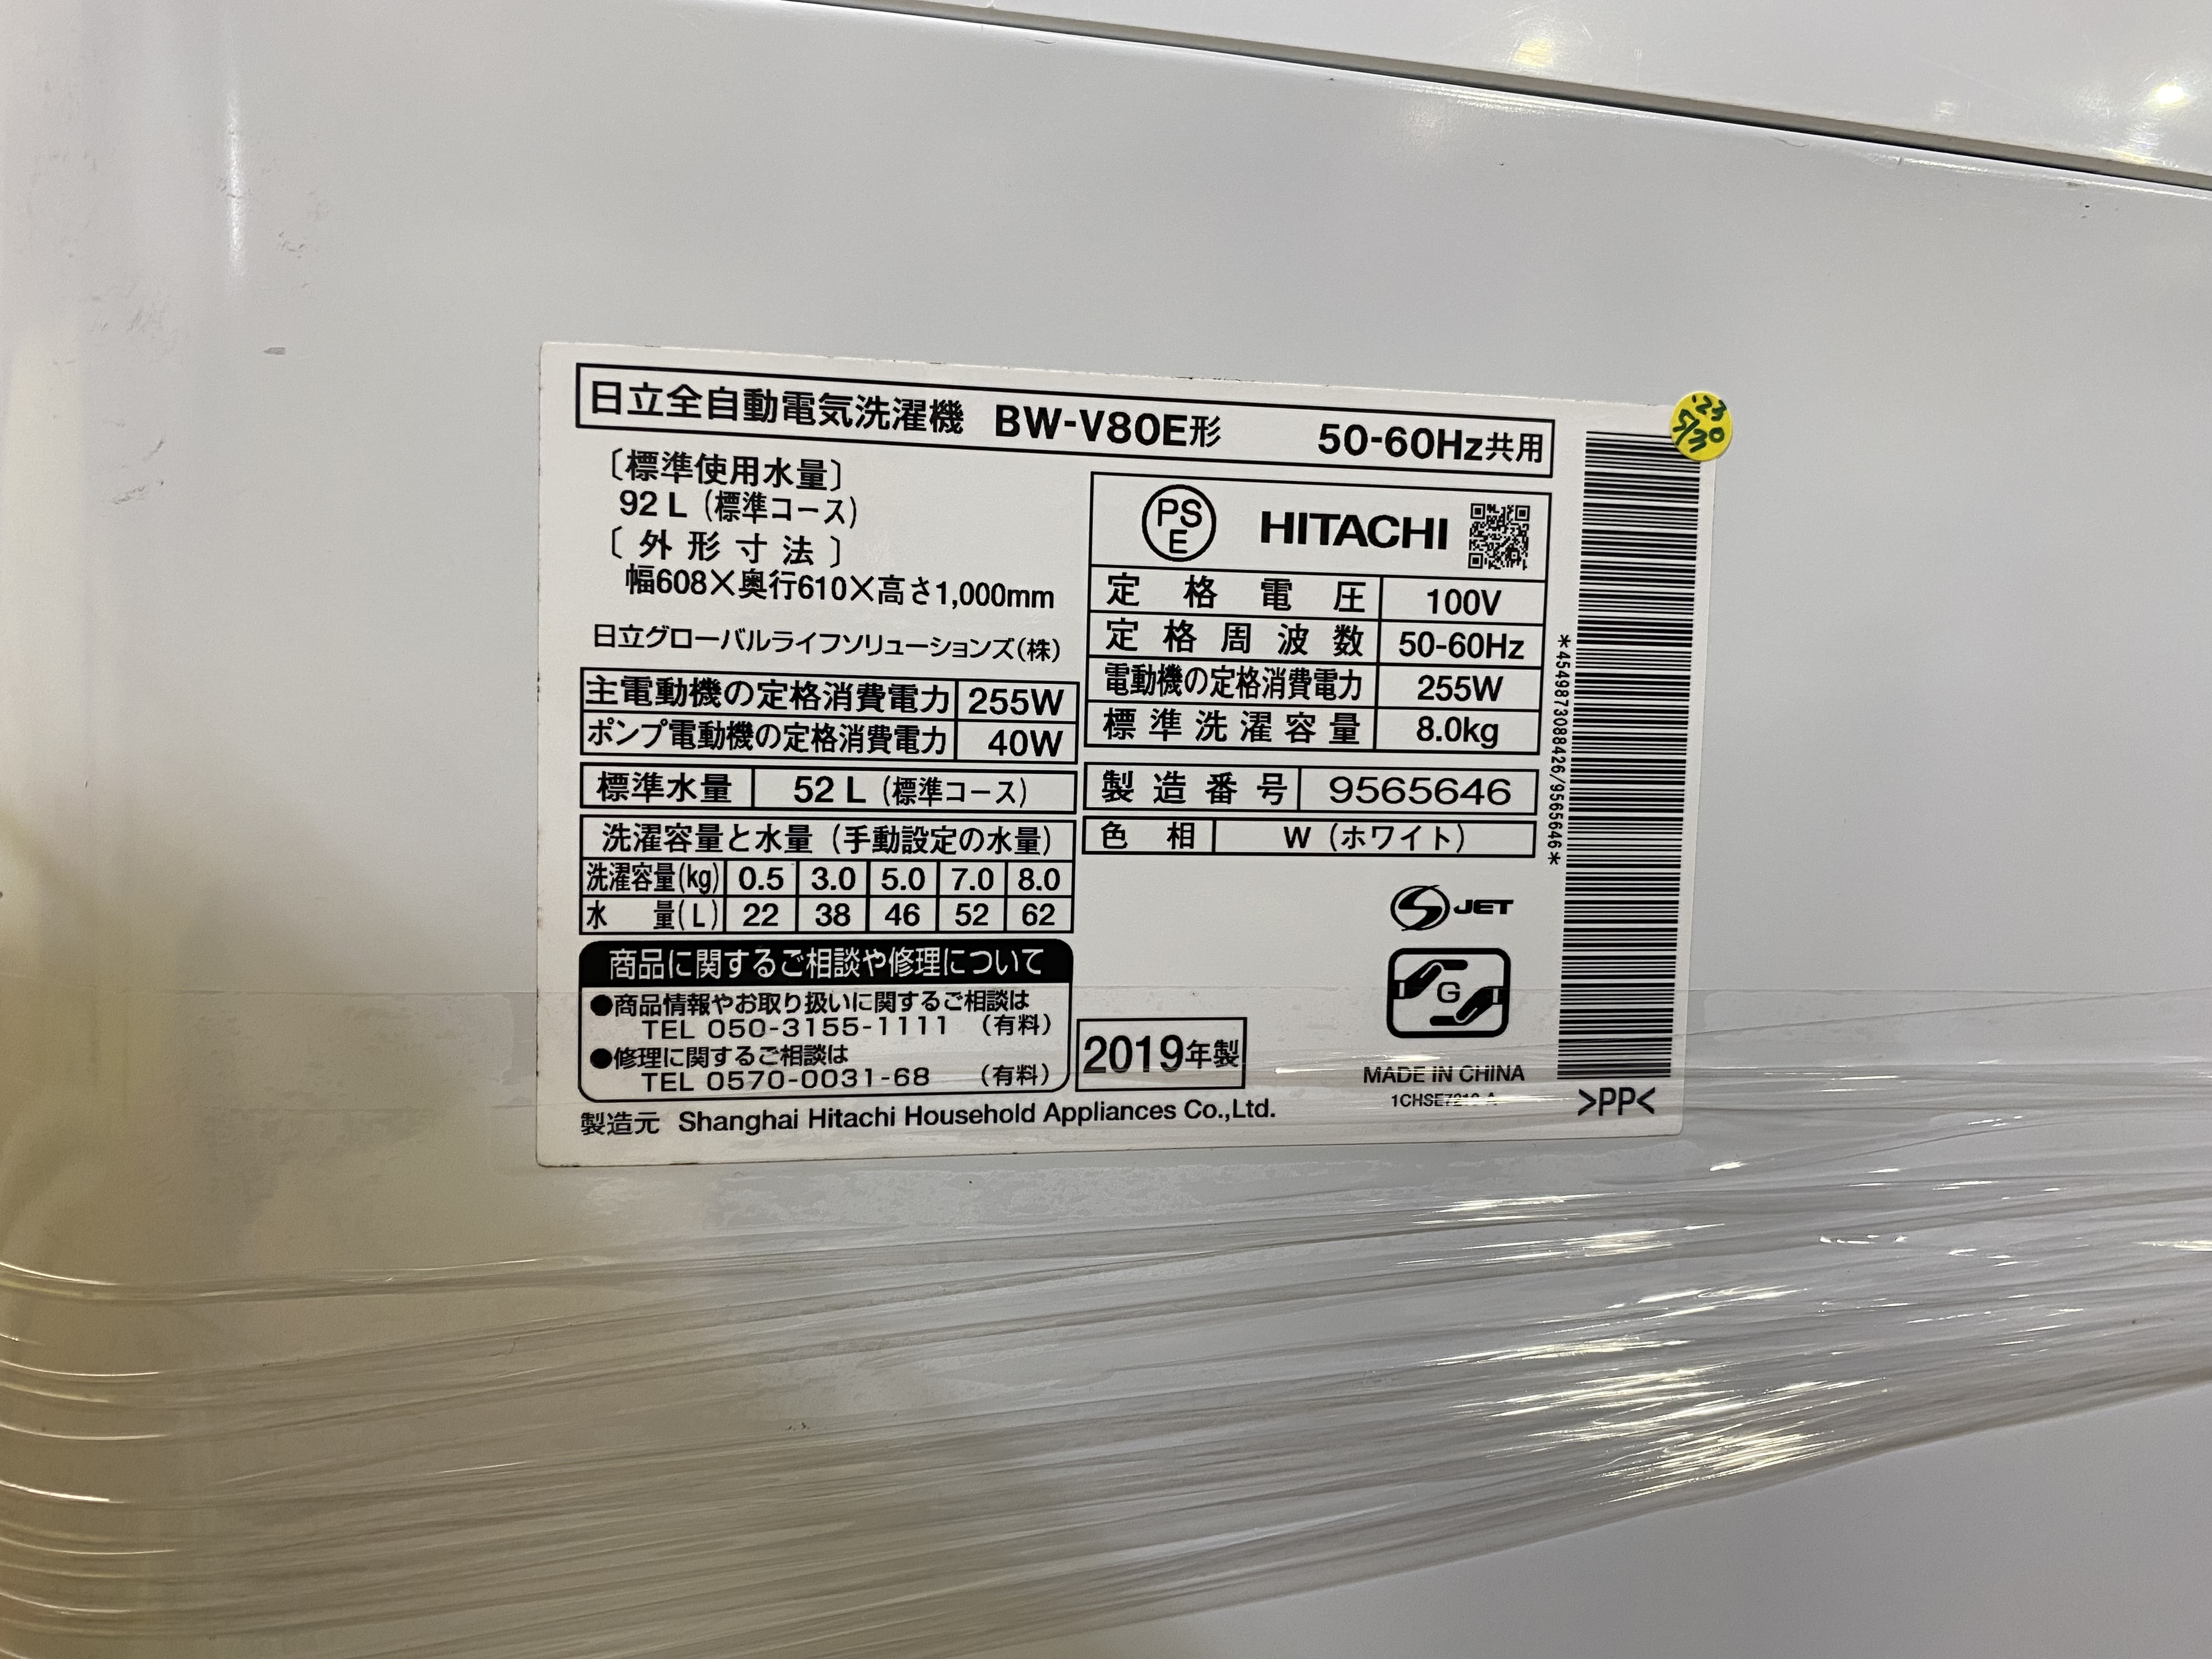 日立全自動電気洗濯機 BW-V80E形 50-60Hz共用
'23
5/30
〔標準使用水量〕
92 L（標準コース）
〔外形寸法〕
幅608×奥行610×高さ1,000mm
日立グローバルライフソリューションズ(株)
主電動機の定格消費電力 255W
ポンプ電動機の定格消費電力 40W
標準水量 52 L（標準コース）
洗濯容量と水量（手動設定の水量）
洗濯容量(kg) 0.5 3.0 5.0 7.0 8.0
水量(L) 22 38 46 52 62
商品に関するご相談や修理について
●商品情報やお取り扱いに関するご相談は
TEL 050-3155-1111 （有料）
●修理に関するご相談は
TEL 0570-0031-68 （有料）
製造元 Shanghai Hitachi Household Appliances Co.,Ltd.
PS
E
HITACHI
定格電圧 100V
定格周波数 50-60Hz
電動機の定格消費電力 255W
標準洗濯容量 8.0kg
製造番号 9565646
色相 W（ホワイト）
S JET
G
2019年製
MADE IN CHINA
*4549873088426/9565646*
>PP<